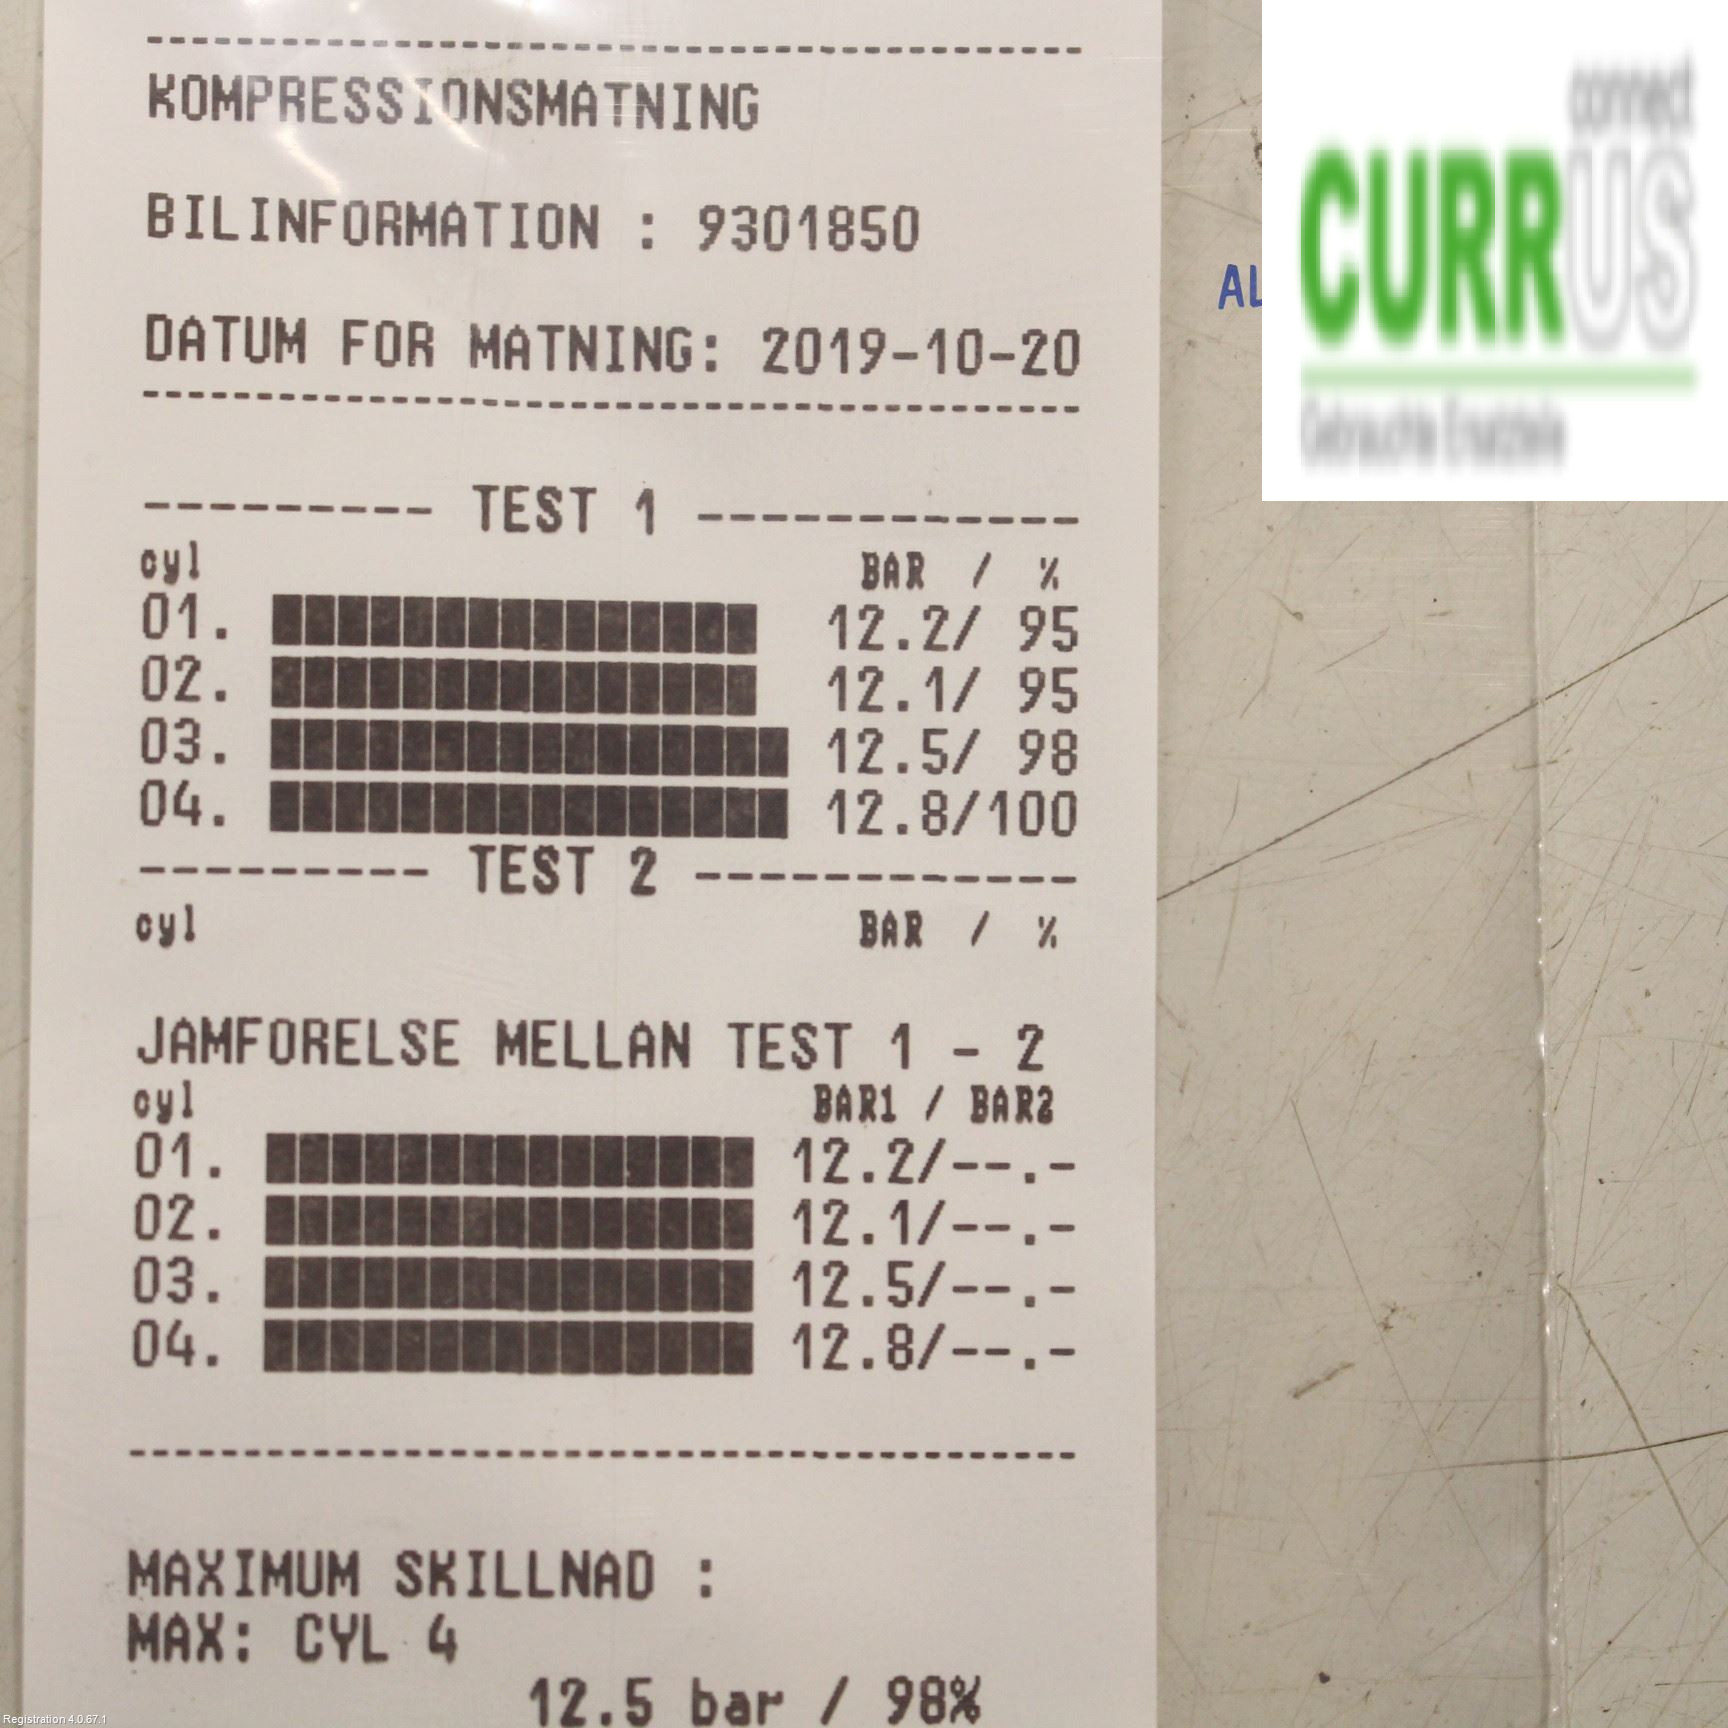 KOMPRESSIONSMATNING
BILINFORMATION : 9301850
DATUM FOR MATNING: 2019-10-20
--------- TEST 1 ------------
cyl BAR / %
01. 12.2/ 95
02. 12.1/ 95
03. 12.5/ 98
04. 12.8/100
--------- TEST 2 ------------
cyl BAR / %
JAMFORELSE MELLAN TEST 1 - 2
cyl BAR1 / BAR2
01. 12.2/--.-
02. 12.1/--.-
03. 12.5/--.-
04. 12.8/--.-
MAXIMUM SKILLNAD :
MAX: CYL 4
12.5 bar / 98%
AL
connect
CURRUS
Gebrauchte Ersatzteile
Registration 4.0.67.1